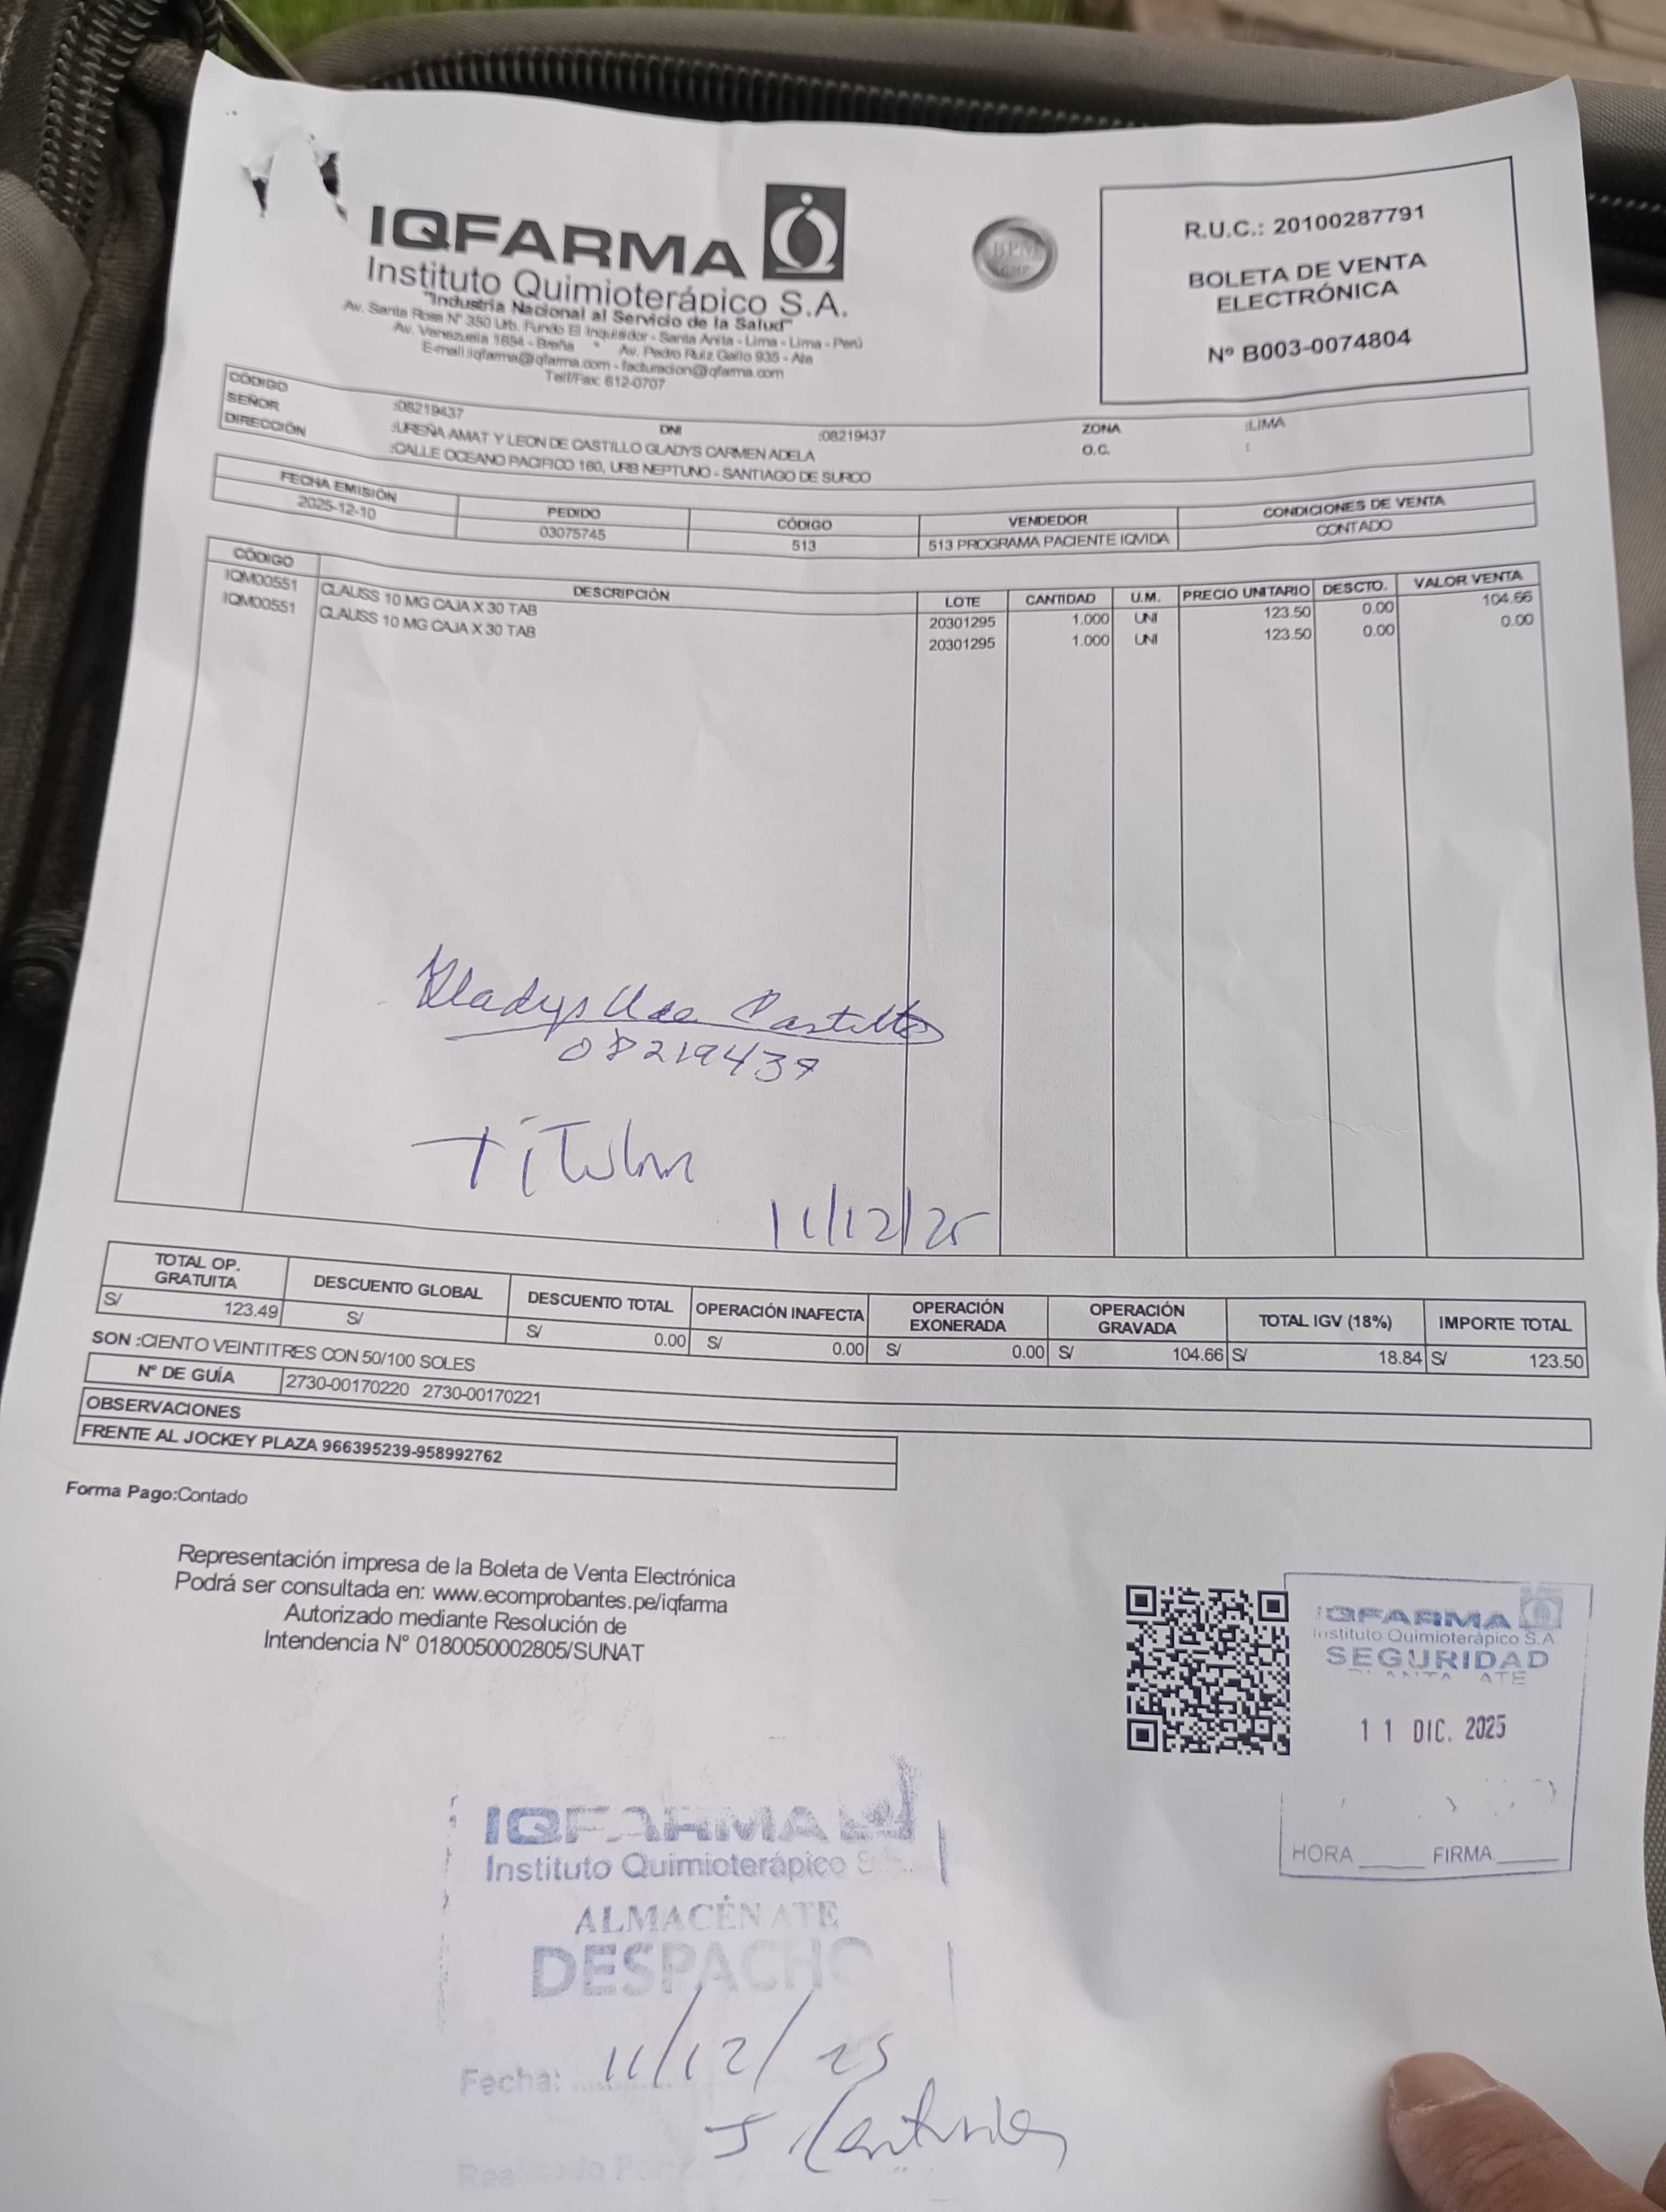 IQFARMA
Instituto Quimioterápico S.A.
"Industria Nacional al Servicio de la Salud"
Av. Santa Rosa N° 350 Urb. Fundo El Inquisidor - Santa Anita - Lima - Lima - Perú
Av. Venezuela 1854 - Breña * Av. Pedro Ruiz Gallo 935 - Ate
E-mail:iqfarma@iqfarma.com - facturacion@iqfarma.com
Telf/Fax: 612-0707
BPM
GMP
R.U.C.: 20100287791
BOLETA DE VENTA
ELECTRÓNICA
Nº B003-0074804
CÓDIGO :08219437 DNI :08219437 ZONA :LIMA
SEÑOR :UREÑA AMAT Y LEON DE CASTILLO GLADYS CARMEN ADELA O.C. :
DIRECCIÓN :CALLE OCEANO PACIFICO 160, URB NEPTUNO - SANTIAGO DE SURCO
FECHA EMISIÓN PEDIDO CÓDIGO VENDEDOR CONDICIONES DE VENTA
2025-12-10 03075745 513 513 PROGRAMA PACIENTE IQVIDA CONTADO
CÓDIGO DESCRIPCIÓN LOTE CANTIDAD U.M. PRECIO UNITARIO DESCTO. VALOR VENTA
IQM00551 CLAUSS 10 MG CAJA X 30 TAB 20301295 1.000 UNI 123.50 0.00 104.66
IQM00551 CLAUSS 10 MG CAJA X 30 TAB 20301295 1.000 UNI 123.50 0.00 0.00
Gladys Castillo
08219437
Titular
11/12/25
TOTAL OP. GRATUITA DESCUENTO GLOBAL DESCUENTO TOTAL OPERACIÓN INAFECTA OPERACIÓN EXONERADA OPERACIÓN GRAVADA TOTAL IGV (18%) IMPORTE TOTAL
S/ 123.49 S/ S/ 0.00 S/ 0.00 S/ 0.00 S/ 104.66 S/ 18.84 S/ 123.50
SON :CIENTO VEINTITRES CON 50/100 SOLES
N° DE GUÍA 2730-00170220 2730-00170221
OBSERVACIONES
FRENTE AL JOCKEY PLAZA 966395239-958992762
Forma Pago:Contado
Representación impresa de la Boleta de Venta Electrónica
Podrá ser consultada en: www.ecomprobantes.pe/iqfarma
Autorizado mediante Resolución de
Intendencia N° 0180050002805/SUNAT
IQFARMA
Instituto Quimioterápico S.A
SEGURIDAD
PLANTA ATE
11 DIC. 2025
HORA FIRMA
IQFARMA
Instituto Quimioterápico S
ALMACÉN ATE
DESPACHO
Fecha: 11/12/25
Realizado Por: